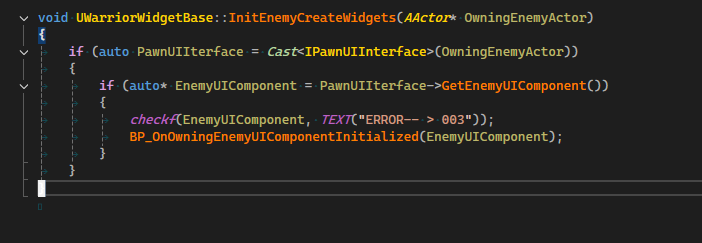 void UWarriorWidgetBase::InitEnemyCreateWidgets(AActor* OwningEnemyActor)
{
if (auto PawnUIIterface = Cast<IPawnUIInterface>(OwningEnemyActor))
{
if (auto* EnemyUIComponent = PawnUIIterface->GetEnemyUIComponent())
{
checkf(EnemyUIComponent, TEXT("ERROR-- > 003"));
BP_OnOwningEnemyUIComponentInitialized(EnemyUIComponent);
}
}